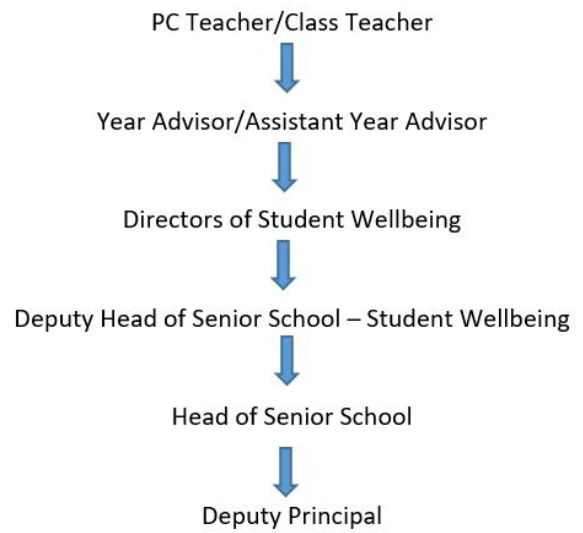 PC Teacher/Class Teacher
Year Advisor/Assistant Year Advisor
Directors of Student Wellbeing
Deputy Head of Senior School – Student Wellbeing
Head of Senior School
Deputy Principal